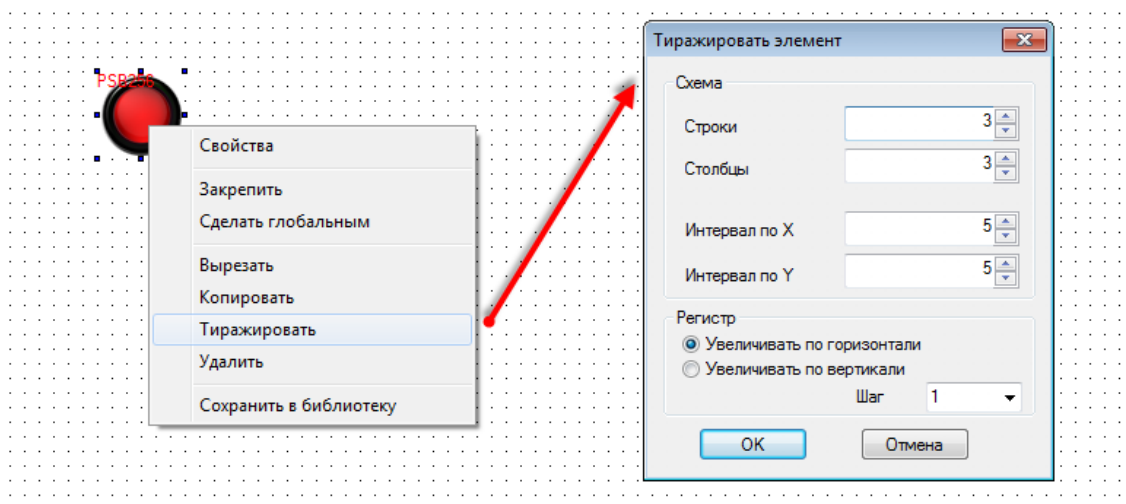 PSB256
Свойства
Закрепить
Сделать глобальным
Вырезать
Копировать
Тиражировать
Удалить
Сохранить в библиотеку
Тиражировать элемент
Схема
Строки 3
Столбцы 3
Интервал по X 5
Интервал по Y 5
Регистр
Увеличивать по горизонтали
Увеличивать по вертикали
Шаг 1
OK Отмена